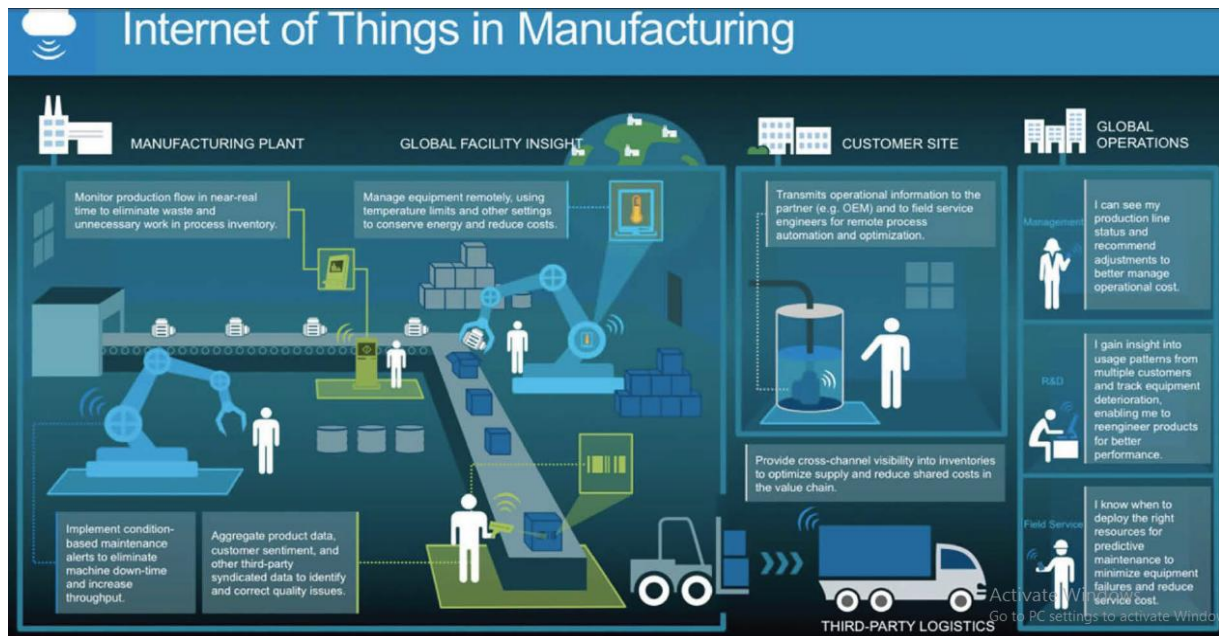 Internet of Things in Manufacturing
MANUFACTURING PLANT
GLOBAL FACILITY INSIGHT
Monitor production flow in near-real
time to eliminate waste and
unnecessary work in process inventory.
Manage equipment remotely, using
temperature limits and other settings
to conserve energy and reduce costs.
Implement condition-
based maintenance
alerts to eliminate
machine down-time
and increase
throughput.
Aggregate product data,
customer sentiment, and
other third-party
syndicated data to identify
and correct quality issues.
CUSTOMER SITE
Transmits operational information to the
partner (e.g. OEM) and to field service
engineers for remote process
automation and optimization.
Provide cross-channel visibility into inventories
to optimize supply and reduce shared costs in
the value chain.
THIRD-PARTY LOGISTICS
GLOBAL
OPERATIONS
Management
I can see my
production line
status and
recommend
adjustments to
better manage
operational cost.
R&D
I gain insight into
usage patterns from
multiple customers
and track equipment
deterioration,
enabling me to
reengineer products
for better
performance.
Field Service
I know when to
deploy the right
resources for
predictive
maintenance to
minimize equipment
failures and reduce
service cost.
Activate Windows
Go to PC settings to activate Windo